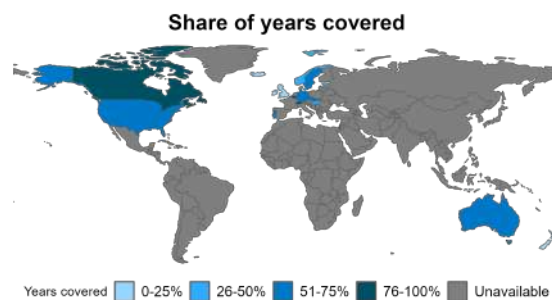 Share of years covered
Years covered 0-25% 26-50% 51-75% 76-100% Unavailable